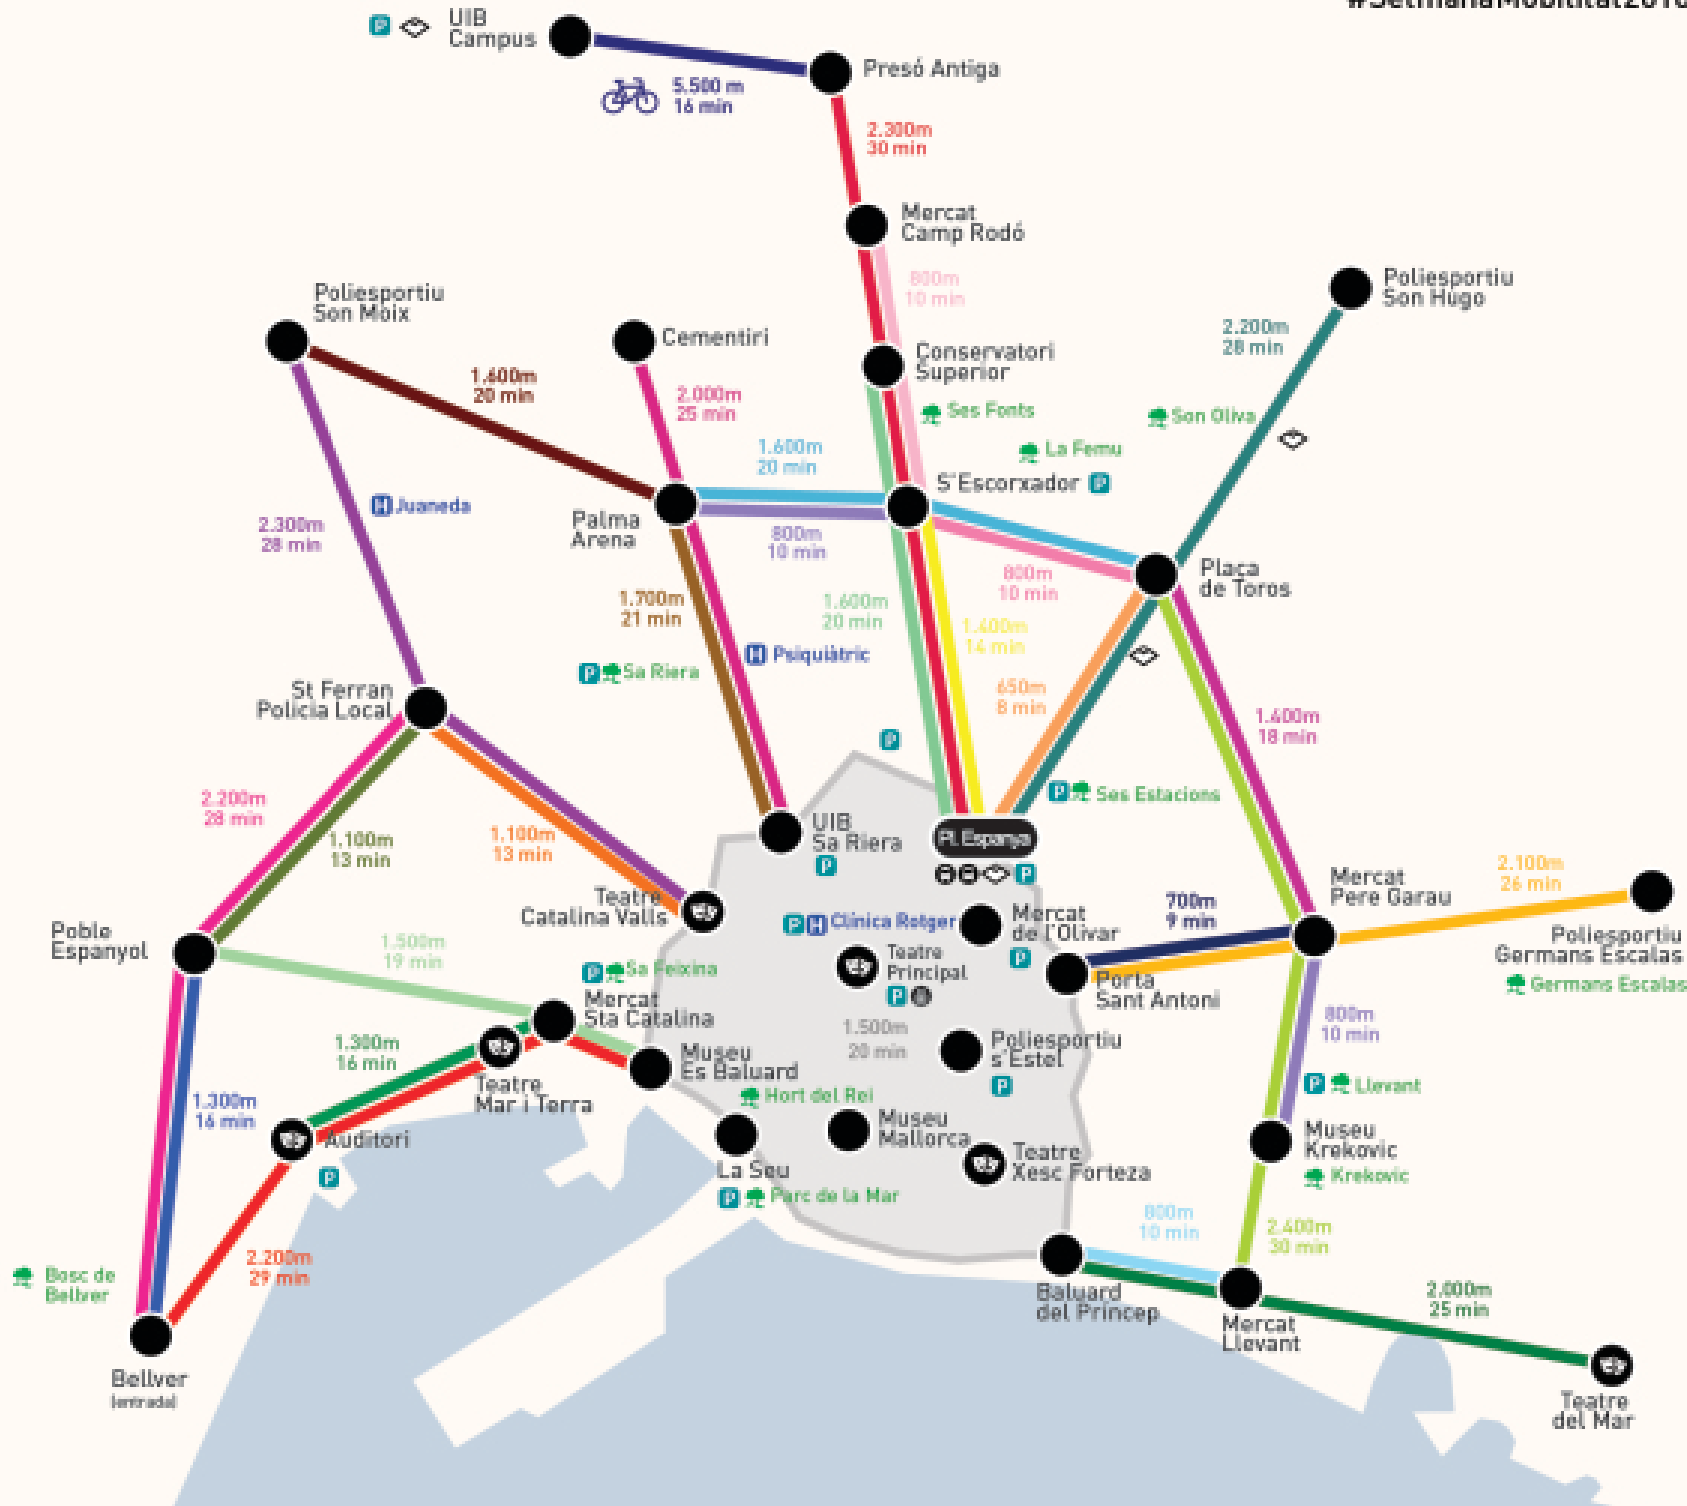 #SetmanaMobilitat2016
P
UIB
Campus
5.500 m
16 min
Presó Antiga
2.300m
30 min
Mercat
Camp Rodó
800m
10 min
Poliesportiu
Son Hugo
2.200m
28 min
Poliesportiu
Son Moix
Cementiri
Conservatori
Superior
1.600m
20 min
2.000m
25 min
Ses Fonts
Son Oliva
La Femu
1.600m
20 min
S'Escorxador P
H Juaneda
2.300m
28 min
Palma
Arena
800m
10 min
Plaça
de Toros
800m
10 min
1.700m
21 min
1.600m
20 min
1.400m
14 min
H Psiquiàtric
P Sa Riera
650m
8 min
St Ferran
Policia Local
1.400m
18 min
P
P Ses Estacions
2.200m
28 min
1.100m
13 min
1.100m
13 min
UIB
Sa Riera
P
Pl. Espanya
P
Mercat
Pere Garau
2.100m
26 min
Teatre
Catalina Valls
P H Clínica Rotger
Mercat
de l'Olivar
P
700m
9 min
Poble
Espanyol
1.500m
19 min
Teatre
Principal
P
Poliesportiu
Germans Escalas
Germans Escalas
P Sa Feixina
Mercat
Sta Catalina
Porta
Sant Antoni
1.500m
20 min
800m
10 min
1.300m
16 min
Poliesportiu
s'Estel
P
Museu
Es Baluard
Teatre
Mar i Terra
P Llevant
1.300m
16 min
Hort del Rei
Auditori
P
Museu
Mallorca
Museu
Krekovic
Krekovic
La Seu
P Parc de la Mar
Teatre
Xesc Forteza
800m
10 min
2.400m
30 min
2.200m
29 min
Bosc de
Bellver
Baluard
del Príncep
2.000m
25 min
Mercat
Llevant
Bellver
(entrada)
Teatre
del Mar